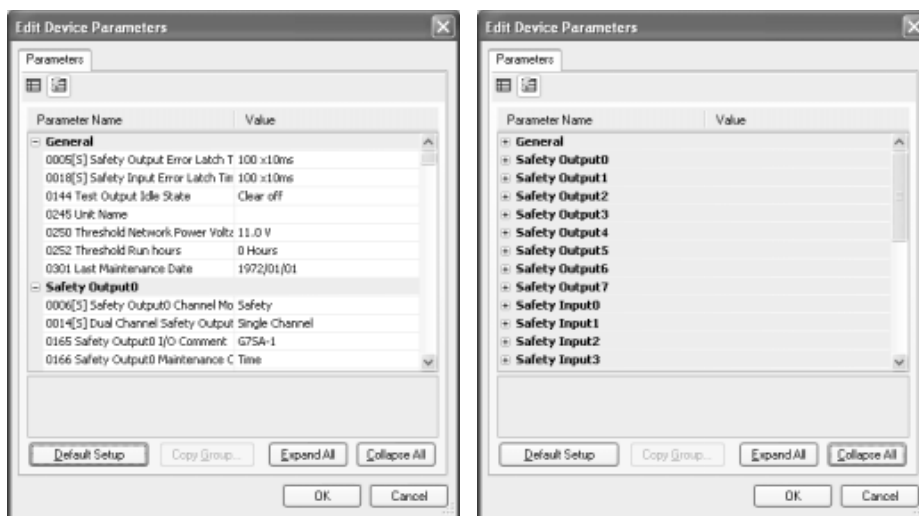 Edit Device Parameters
Parameters
Parameter Name Value
General
0005[S] Safety Output Error Latch T 100 x10ms
0018[S] Safety Input Error Latch Tim 100 x10ms
0144 Test Output Idle State Clear off
0245 Unit Name
0250 Threshold Network Power Volta 11.0 V
0252 Threshold Run hours 0 Hours
0301 Last Maintenance Date 1972/01/01
Safety Output0
0006[S] Safety Output0 Channel Mo Safety
0014[S] Dual Channel Safety Output Single Channel
0165 Safety Output0 I/O Comment G7SA-1
0166 Safety Output0 Maintenance C Time
Default Setup Copy Group... Expand All Collapse All
OK Cancel
Edit Device Parameters
Parameters
Parameter Name Value
General
Safety Output0
Safety Output1
Safety Output2
Safety Output3
Safety Output4
Safety Output5
Safety Output6
Safety Output7
Safety Input0
Safety Input1
Safety Input2
Safety Input3
Default Setup Copy Group... Expand All Collapse All
OK Cancel